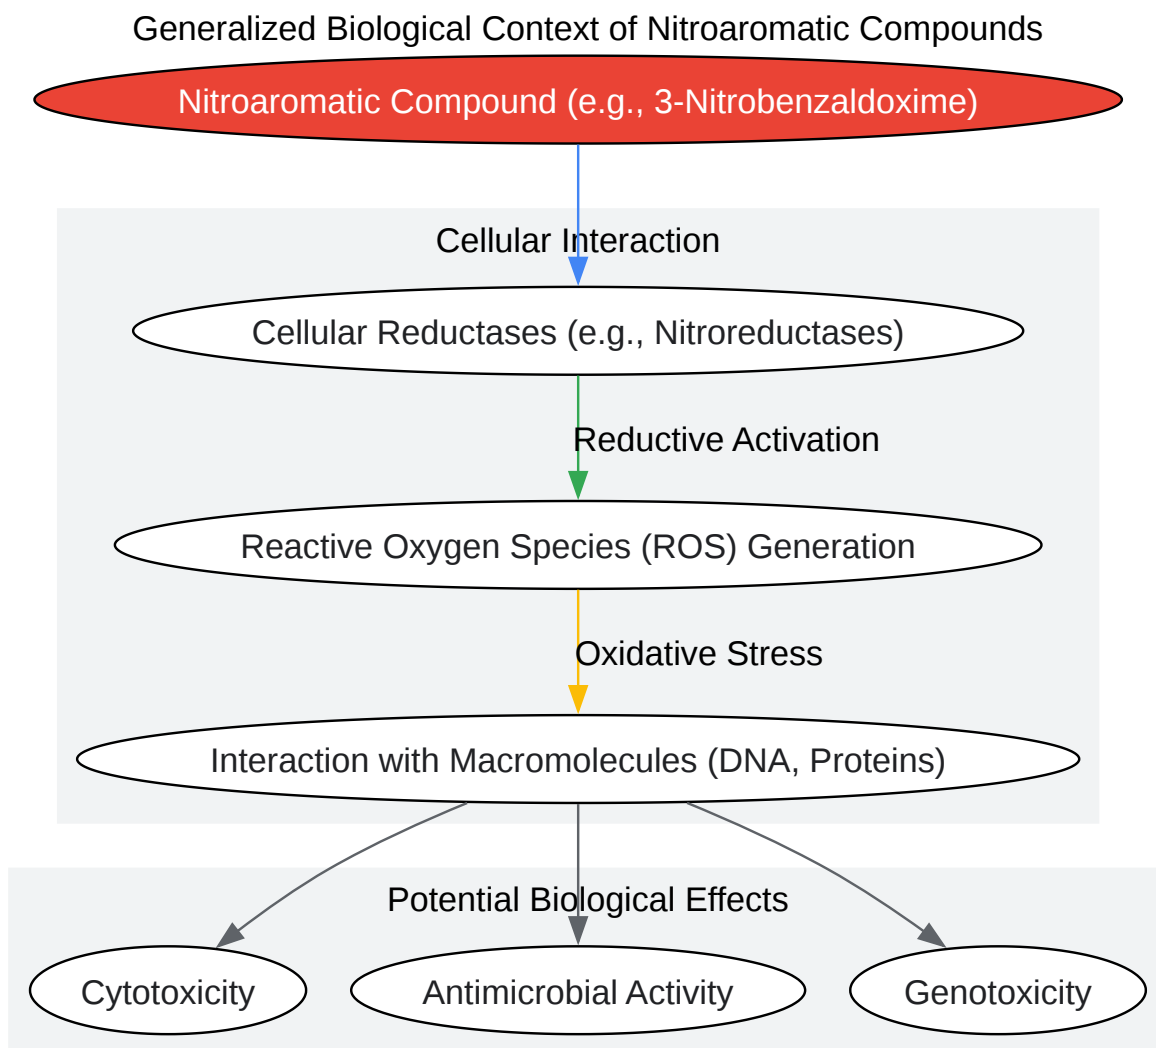 Generalized Biological Context of Nitroaromatic Compounds
Nitroaromatic Compound (e.g., 3-Nitrobenzaldoxime)
Cellular Interaction
Cellular Reductases (e.g., Nitroreductases)
Reductive Activation
Reactive Oxygen Species (ROS) Generation
Oxidative Stress
Interaction with Macromolecules (DNA, Proteins)
Potential Biological Effects
Cytotoxicity
Antimicrobial Activity
Genotoxicity